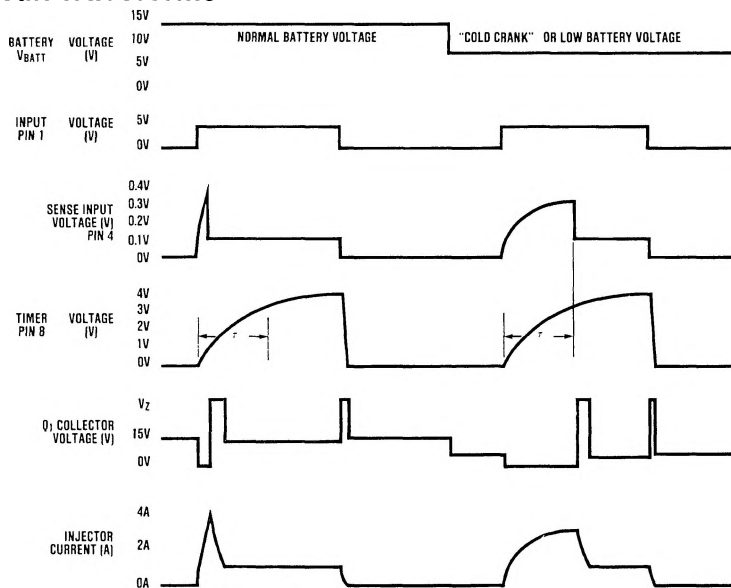 15V
BATTERY VOLTAGE 10V
VBATT (V)
5V
0V
NORMAL BATTERY VOLTAGE
"COLD CRANK" OR LOW BATTERY VOLTAGE
INPUT VOLTAGE 5V
PIN 1 (V) 0V
0V
0.4V
SENSE INPUT 0.3V
VOLTAGE (V) 0.2V
PIN 4 0.1V
0V
4V
TIMER VOLTAGE 3V
PIN 8 (V) 2V
1V
0V
τ
τ
VZ
Q1 COLLECTOR 15V
VOLTAGE (V)
0V
4A
INJECTOR
CURRENT (A) 2A
0A